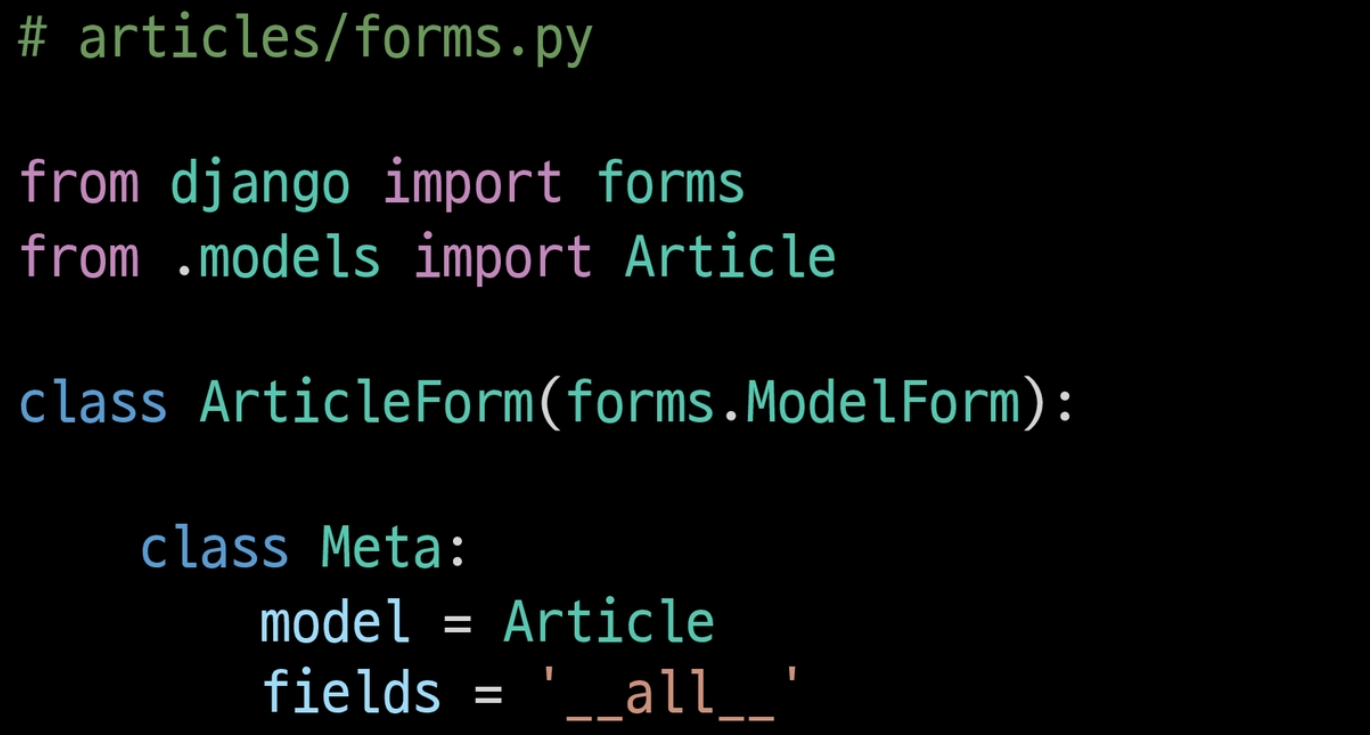 # articles/forms.py
from django import forms
from .models import Article
class ArticleForm(forms.ModelForm):
    class Meta:
        model = Article
        fields = '__all__'